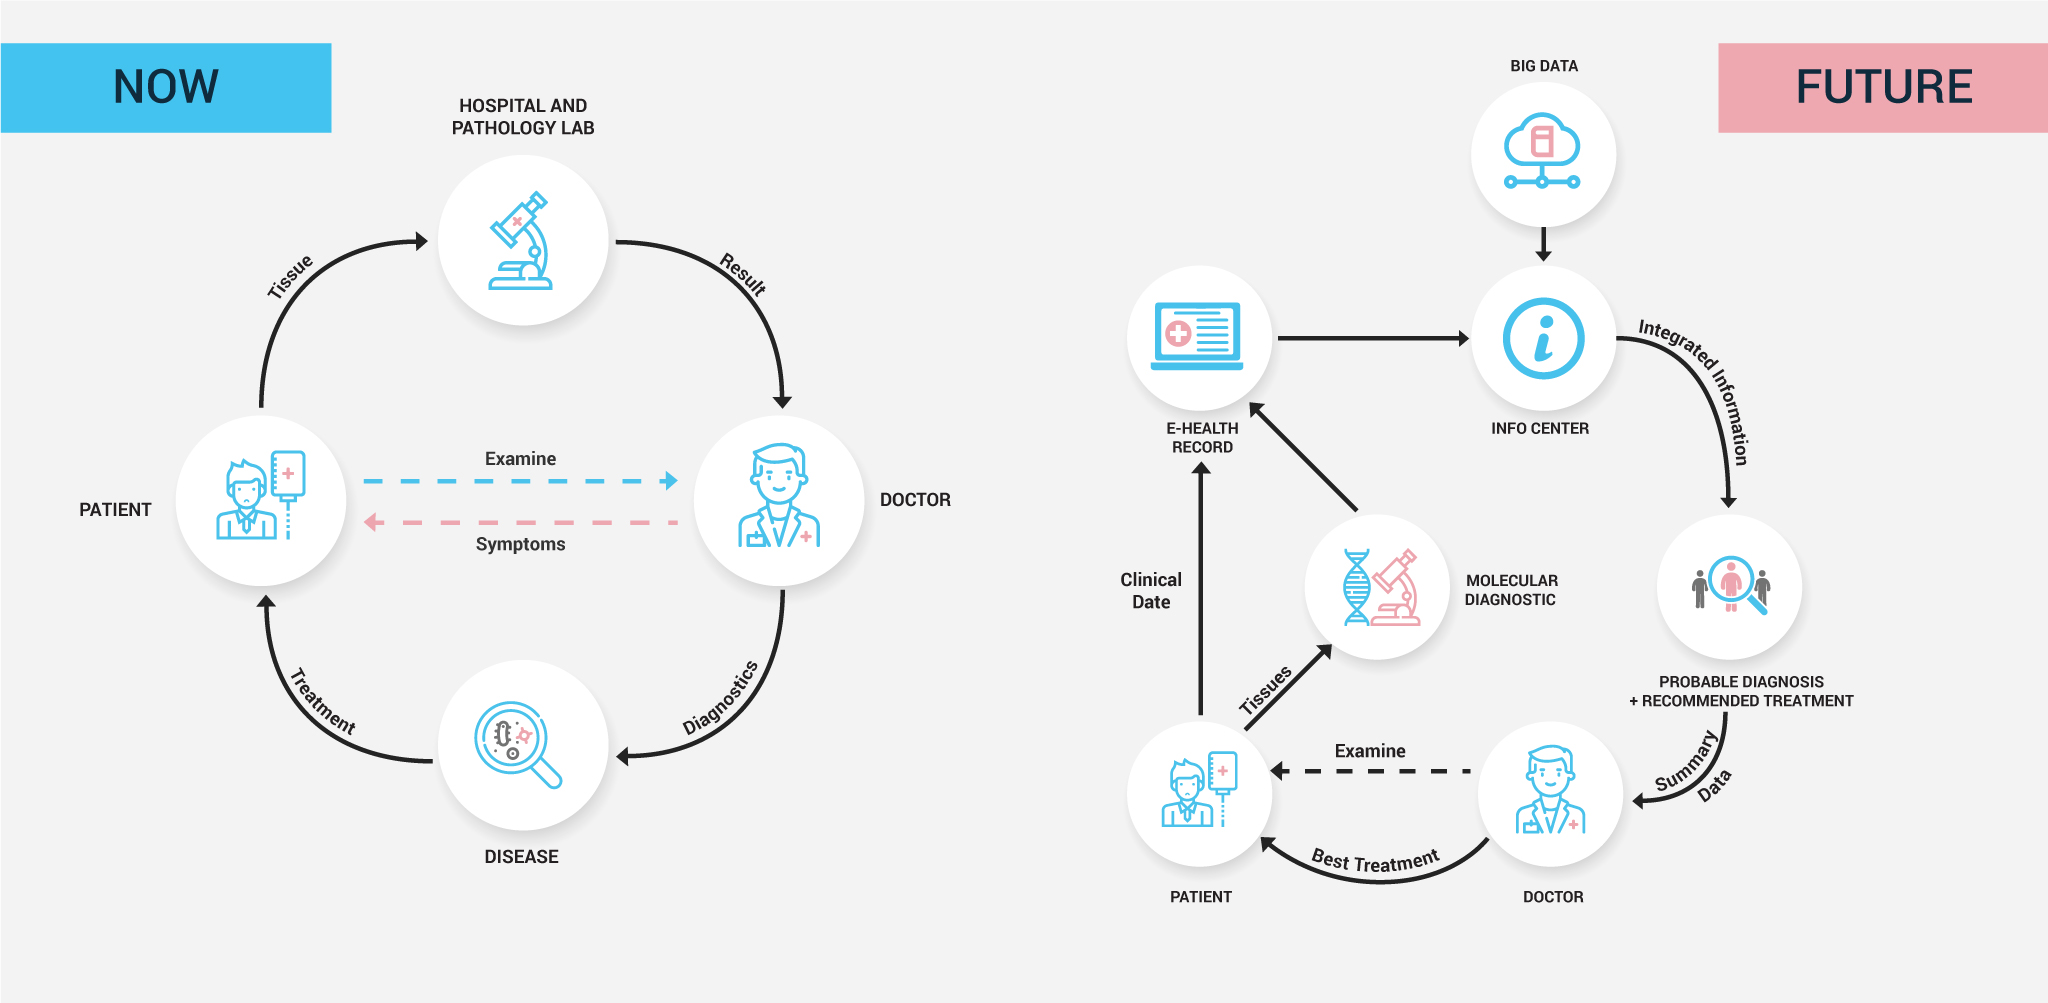 NOW
HOSPITAL AND
PATHOLOGY LAB
Tissue
Result
PATIENT
Examine
Symptoms
DOCTOR
Treatment
Diagnostics
DISEASE
FUTURE
BIG DATA
E-HEALTH
RECORD
INFO CENTER
Integrated Information
Clinical
Date
MOLECULAR
DIAGNOSTIC
Tissues
PROBABLE DIAGNOSIS
+ RECOMMENDED TREATMENT
Summary
Data
Examine
Best Treatment
PATIENT
DOCTOR